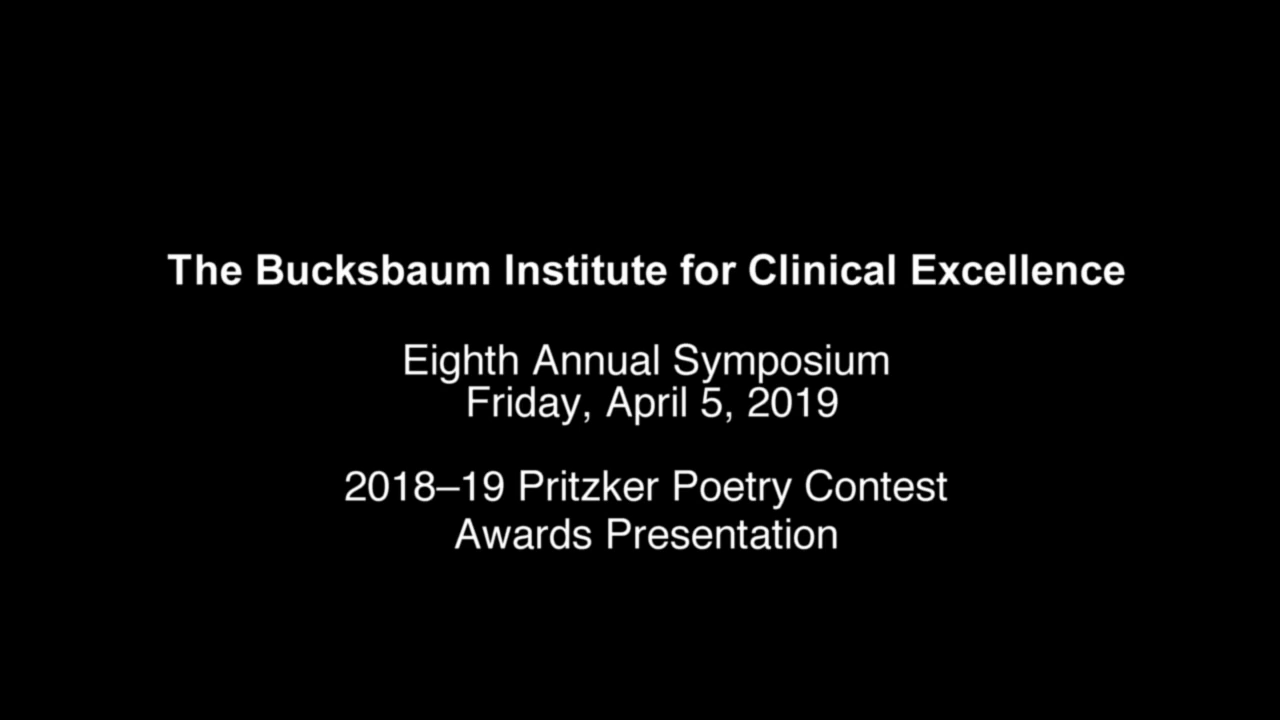 The Bucksbaum Institute for Clinical Excellence
Eighth Annual Symposium
Friday, April 5, 2019
2018–19 Pritzker Poetry Contest
Awards Presentation